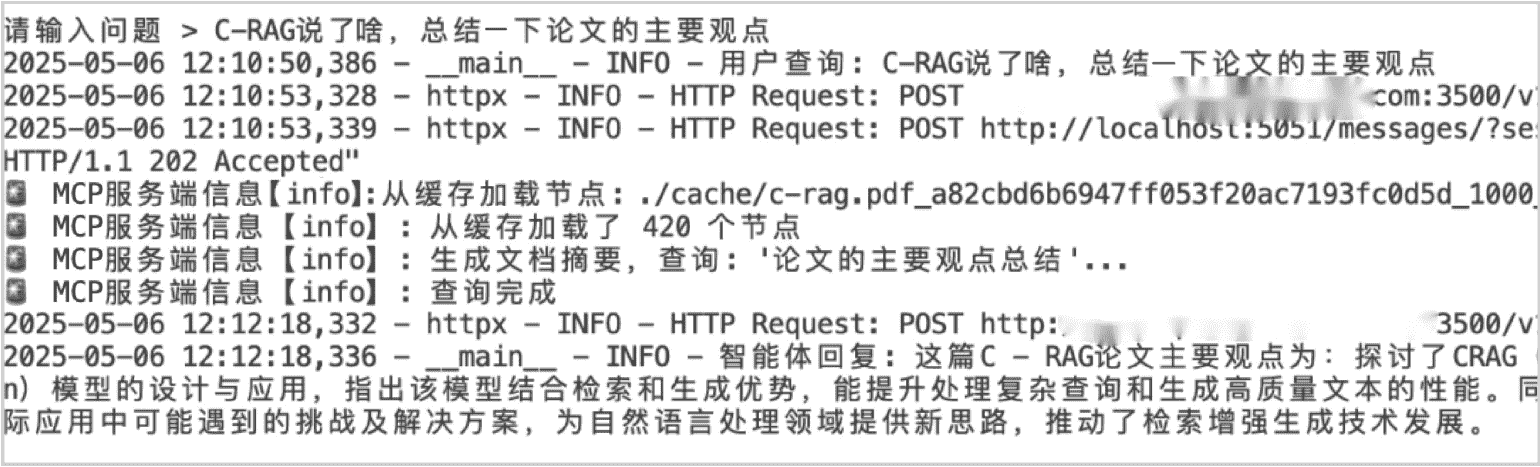 请输入问题 > C-RAG说了啥，总结一下论文的主要观点
2025-05-06 12:10:50,386 - __main__ - INFO - 用户查询：C-RAG说了啥，总结一下论文的主要观点
2025-05-06 12:10:53,328 - httpx - INFO - HTTP Request: POST com:3500/v
2025-05-06 12:10:53,339 - httpx - INFO - HTTP Request: POST http://localhost:5051/messages/?se
HTTP/1.1 202 Accepted"
MCP服务端信息【info】:从缓存加载节点：./cache/c-rag.pdf_a82cbd6b6947ff053f20ac7193fc0d5d_1000_
MCP服务端信息【info】：从缓存加载了 420 个节点
MCP服务端信息【info】：生成文档摘要，查询：'论文的主要观点总结'...
MCP服务端信息【info】：查询完成
2025-05-06 12:12:18,332 - httpx - INFO - HTTP Request: POST http: 3500/v
2025-05-06 12:12:18,336 - __main__ - INFO - 智能体回复：这篇C - RAG论文主要观点为：探讨了CRAG
n）模型的设计与应用，指出该模型结合检索和生成优势，能提升处理复杂查询和生成高质量文本的性能。同
际应用中可能遇到的挑战及解决方案，为自然语言处理领域提供新思路，推动了检索增强生成技术发展。